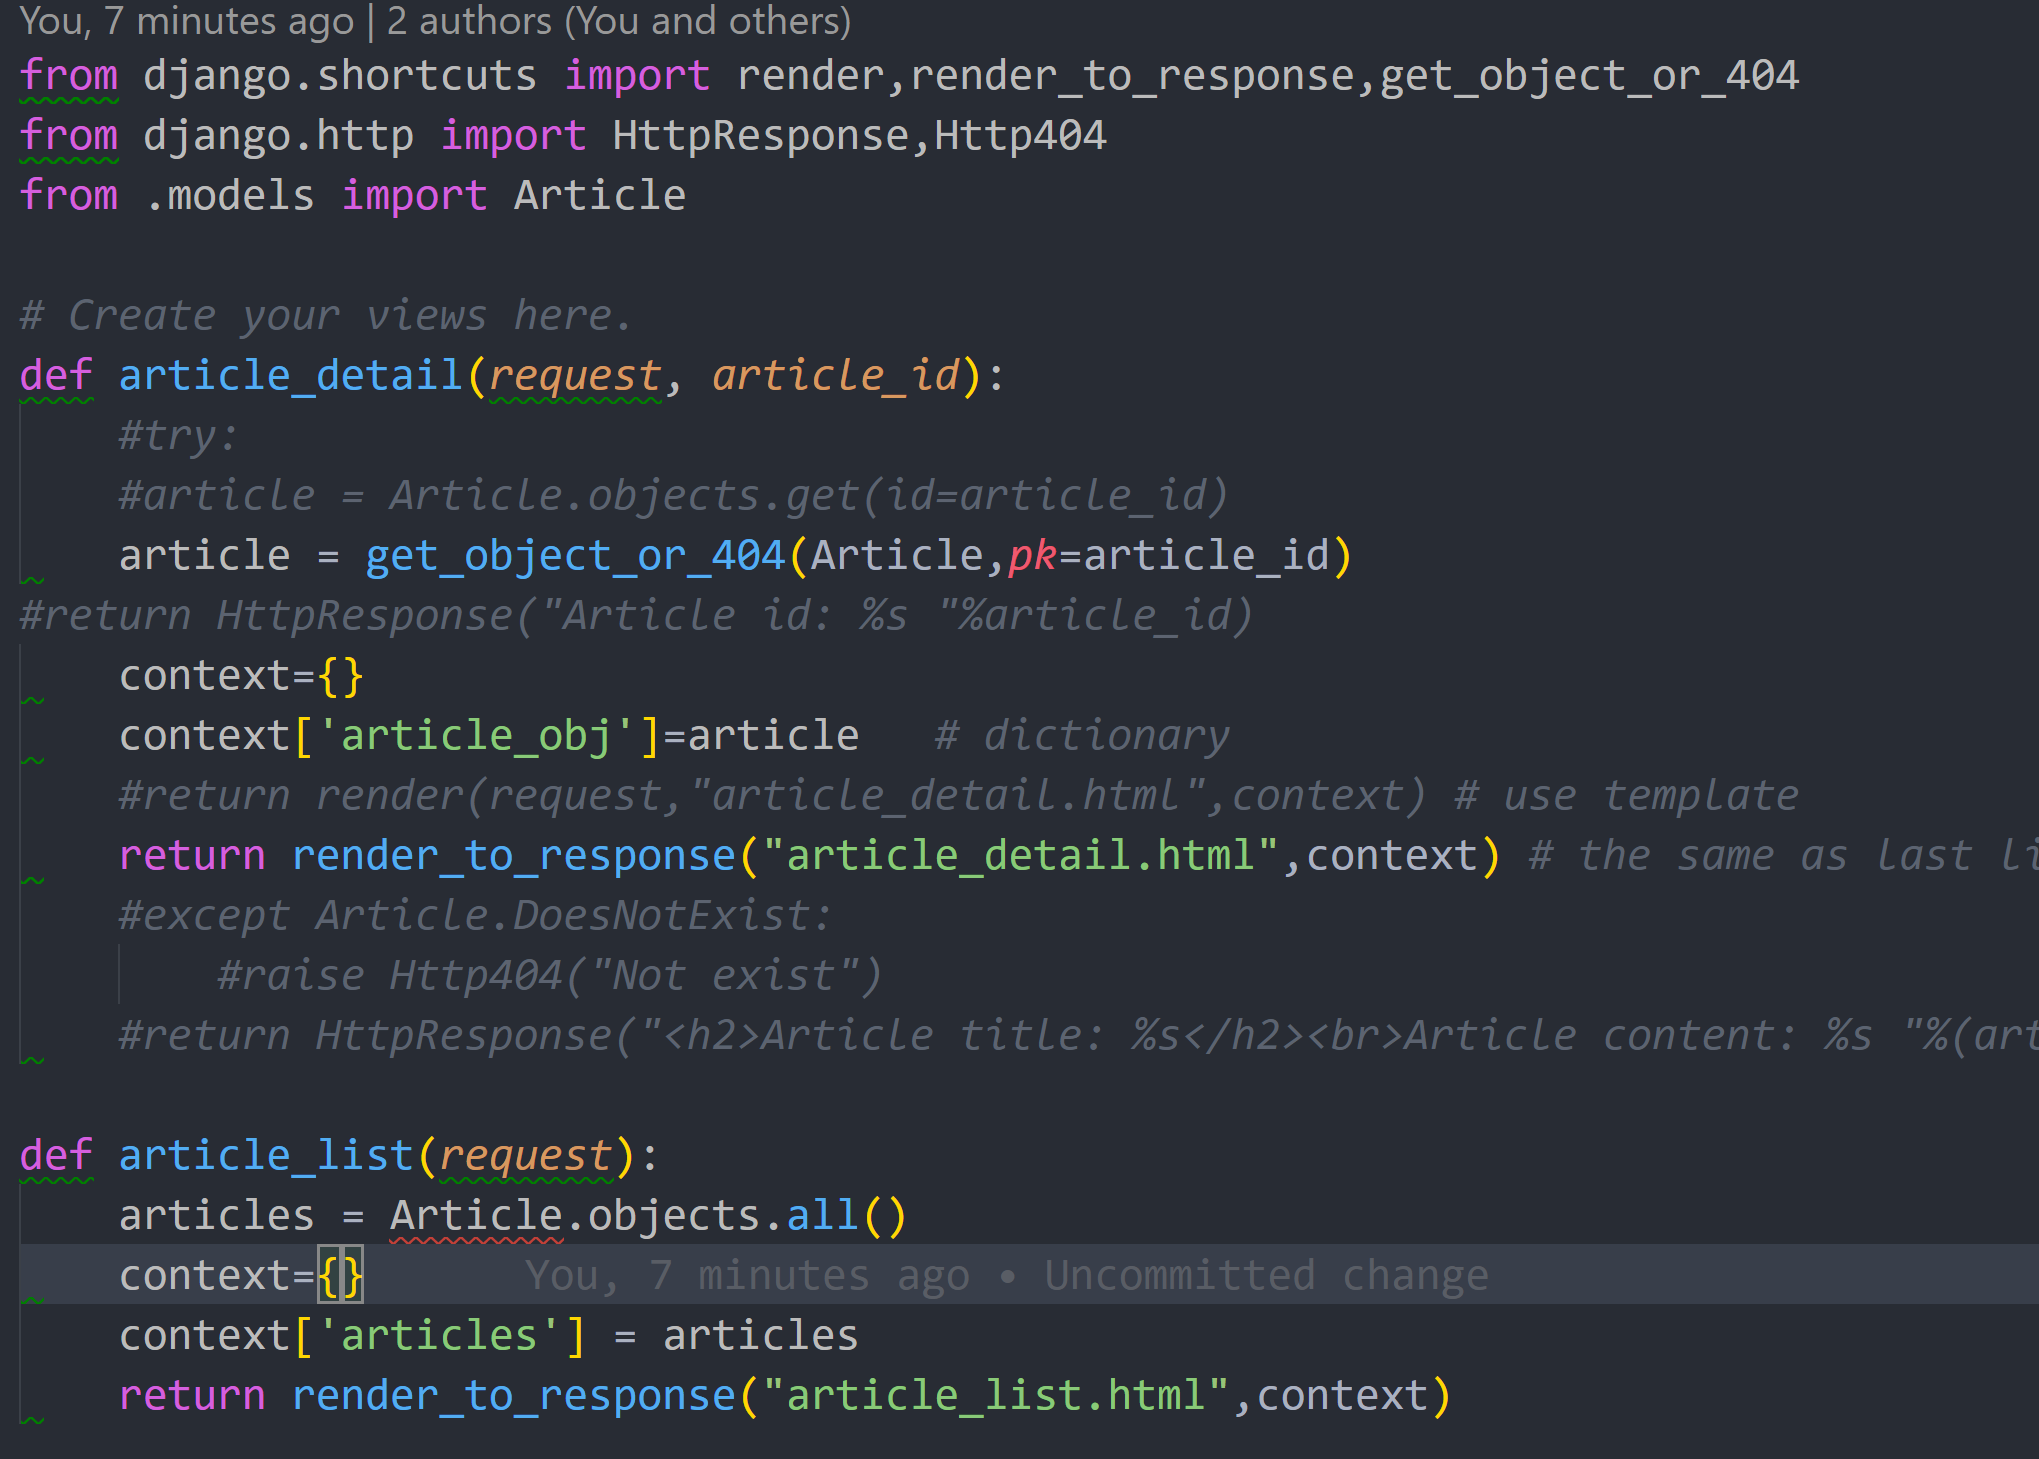 You, 7 minutes ago | 2 authors (You and others)
from django.shortcuts import render,render_to_response,get_object_or_404
from django.http import HttpResponse,Http404
from .models import Article
# Create your views here.
def article_detail(request, article_id):
    #try:
    #article = Article.objects.get(id=article_id)
    article = get_object_or_404(Article,pk=article_id)
#return HttpResponse("Article id: %s "%article_id)
    context={}
    context['article_obj']=article   # dictionary
    #return render(request,"article_detail.html",context) # use template
    return render_to_response("article_detail.html",context) # the same as last
    #except Article.DoesNotExist:
        #raise Http404("Not exist")
    #return HttpResponse("<h2>Article title: %s</h2><br>Article content: %s "%(
def article_list(request):
    articles = Article.objects.all()
    context={}      You, 7 minutes ago • Uncommitted change
    context['articles'] = articles
    return render_to_response("article_list.html",context)